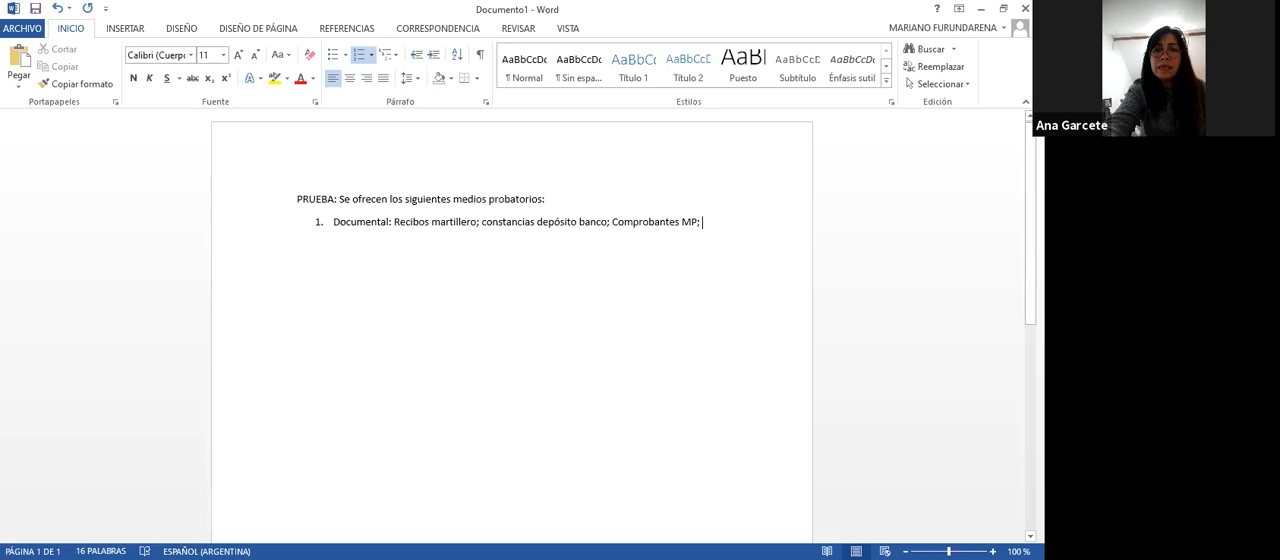 Documento1 - Word
ARCHIVO INICIO INSERTAR DISEÑO DISEÑO DE PÁGINA REFERENCIAS CORRESPONDENCIA REVISAR VISTA MARIANO FURUNDARENA
Pegar
Cortar
Copiar
Copiar formato
Portapapeles
Calibri (Cuerp 11
Fuente
Párrafo
AaBbCcDc AaBbCcDc AaBbC( AaBbCcE AaB AaBbCcC AaBbCcDc
¶ Normal ¶ Sin espa... Título 1 Título 2 Puesto Subtítulo Énfasis sutil
Estilos
Buscar
Reemplazar
Seleccionar
Edición
Ana Garcete
PRUEBA: Se ofrecen los siguientes medios probatorios:
1. Documental: Recibos martillero; constancias depósito banco; Comprobantes MP;
PÁGINA 1 DE 1 16 PALABRAS ESPAÑOL (ARGENTINA) 100 %